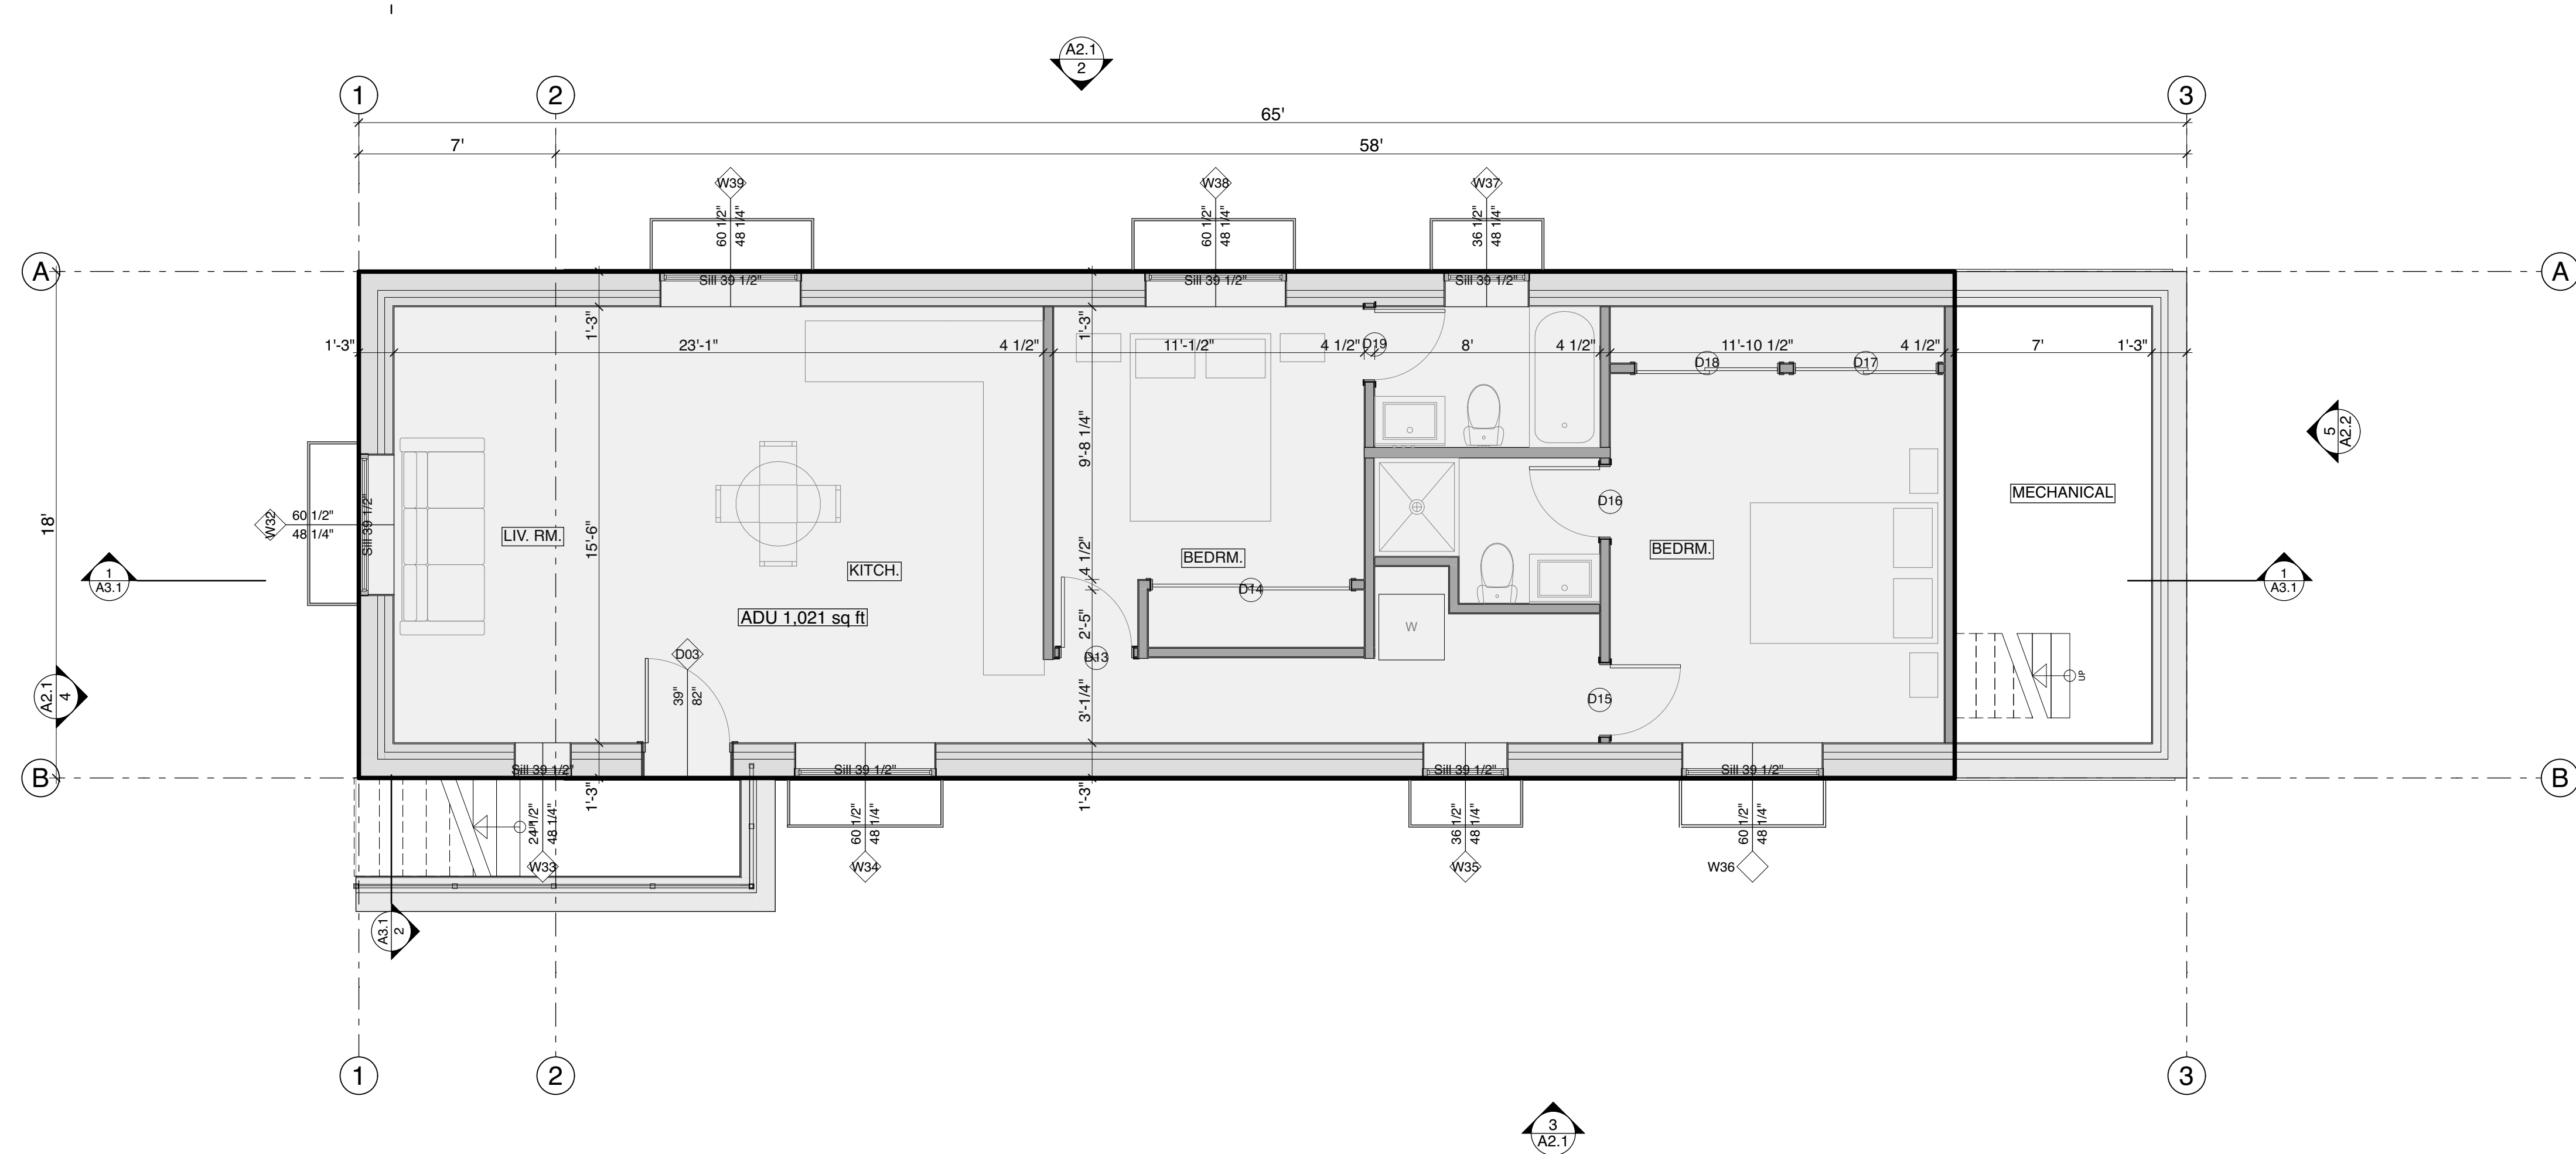 A2.1
2
1
2
3
65'
7'
58'
W39
W38
W37
60 1/2"
48 1/4"
60 1/2"
48 1/4"
36 1/2"
48 1/4"
A
A
Sill 39 1/2"
Sill 39 1/2"
Sill 39 1/2"
1'-3"
1'-3"
1'-3"
23'-1"
4 1/2"
11'-1/2"
4 1/2"
D19
8'
4 1/2"
11'-10 1/2"
4 1/2"
7'
1'-3"
D18
D17
9'-8 1/4"
5
A2.2
MECHANICAL
D16
W32
60 1/2"
48 1/4"
Sill 39 1/2"
18'
LIV. RM.
15'-6"
KITCH.
BEDRM.
BEDRM.
4 1/2"
1
A3.1
1
A3.1
D14
ADU 1,021 sq ft
2'-5"
W
D03
D13
39"
82"
3'-1/4"
D15
UP
A2.1
4
B
B
Sill 39 1/2"
Sill 39 1/2"
Sill 39 1/2"
Sill 39 1/2"
1'-3"
1'-3"
24 1/2"
48 1/4"
60 1/2"
48 1/4"
36 1/2"
48 1/4"
60 1/2"
48 1/4"
W33
W34
W35
W36
A3.1
2
1
2
3
3
A2.1